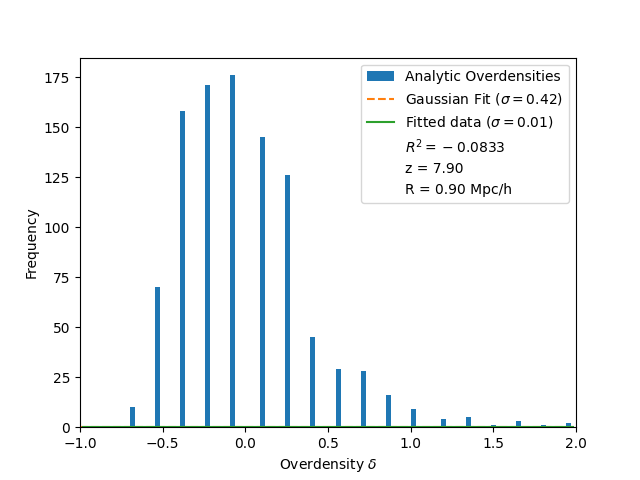 Analytic Overdensities
Gaussian Fit (σ = 0.42)
Fitted data (σ = 0.01)
R² = −0.0833
z = 7.90
R = 0.90 Mpc/h
175
150
125
100
75
50
25
0
Frequency
−1.0 −0.5 0.0 0.5 1.0 1.5 2.0
Overdensity δ